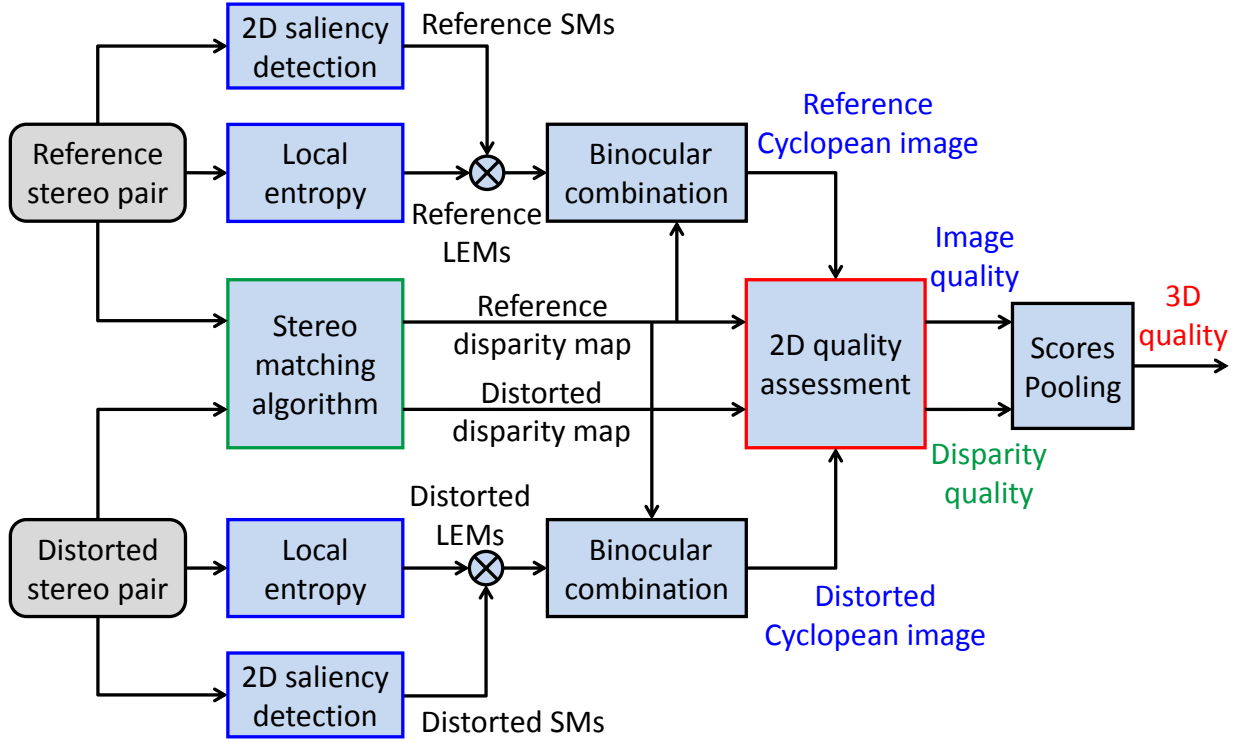 2D saliency
detection
Reference SMs
Reference
stereo pair
Local
entropy
Reference
LEMs
Binocular
combination
Reference
Cyclopean image
Stereo
matching
algorithm
Reference
disparity map
Distorted
disparity map
2D quality
assessment
Image
quality
Disparity
quality
Scores
Pooling
3D
quality
Distorted
stereo pair
Local
entropy
Distorted
LEMs
Binocular
combination
Distorted
Cyclopean image
2D saliency
detection
Distorted SMs